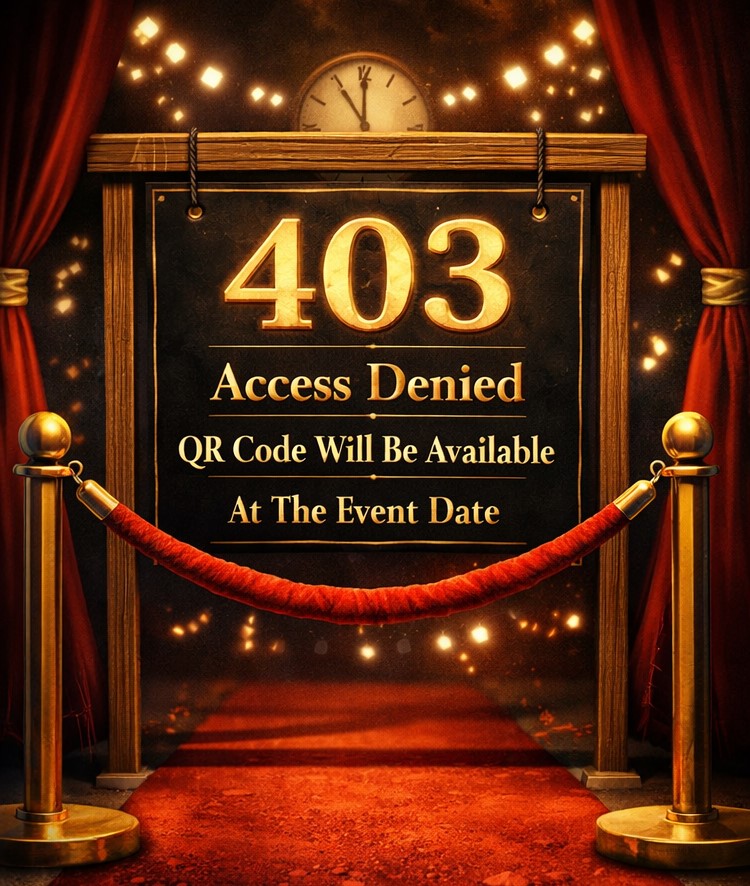 403
Access Denied
QR Code Will Be Available
At The Event Date